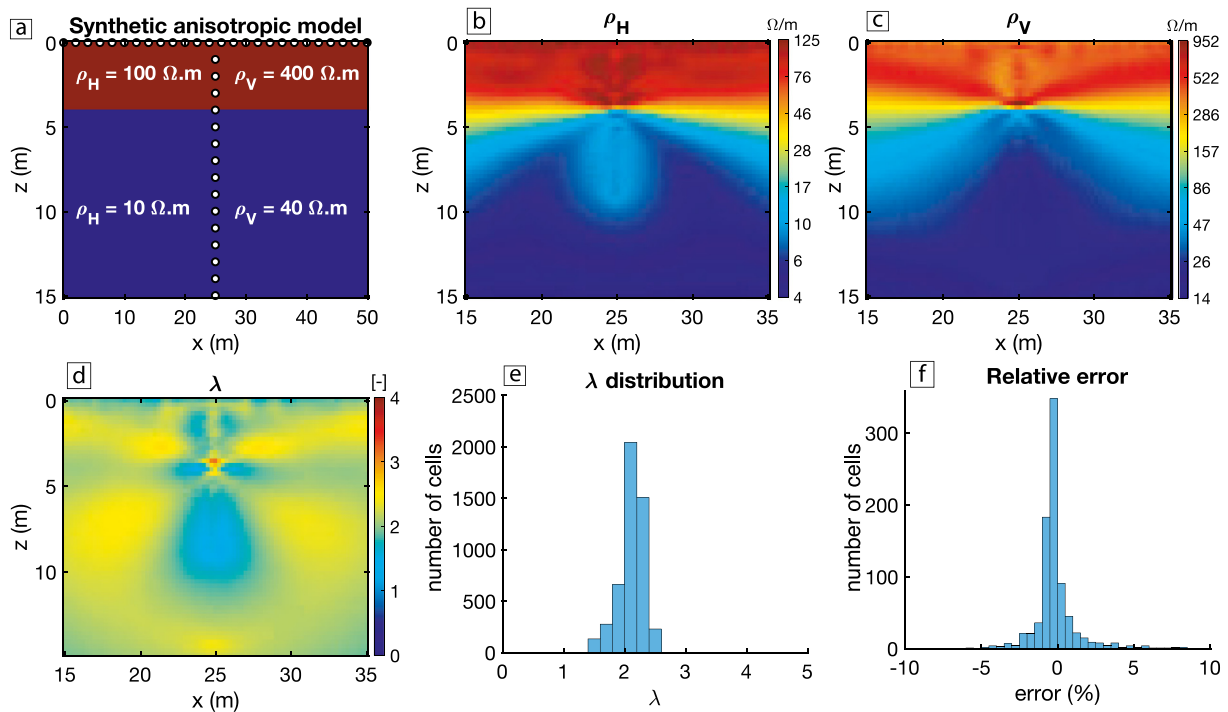 a
Synthetic anisotropic model
ρH = 100 Ω.m
ρV = 400 Ω.m
ρH = 10 Ω.m
ρV = 40 Ω.m
0
5
10
15
z (m)
0 5 10 15 20 25 30 35 40 45 50
x (m)
b
ρH
Ω/m
125
76
46
28
17
10
6
4
0
5
10
15
z (m)
15 20 25 30 35
x (m)
c
ρV
Ω/m
952
522
286
157
86
47
26
14
0
5
10
15
z (m)
15 20 25 30 35
x (m)
d
λ
[-]
4
3
2
1
0
0
5
10
z (m)
15 20 25 30 35
x (m)
e
λ distribution
2500
2000
1500
1000
500
0
number of cells
0 1 2 3 4 5
λ
f
Relative error
300
200
100
0
number of cells
-10 -5 0 5 10
error (%)